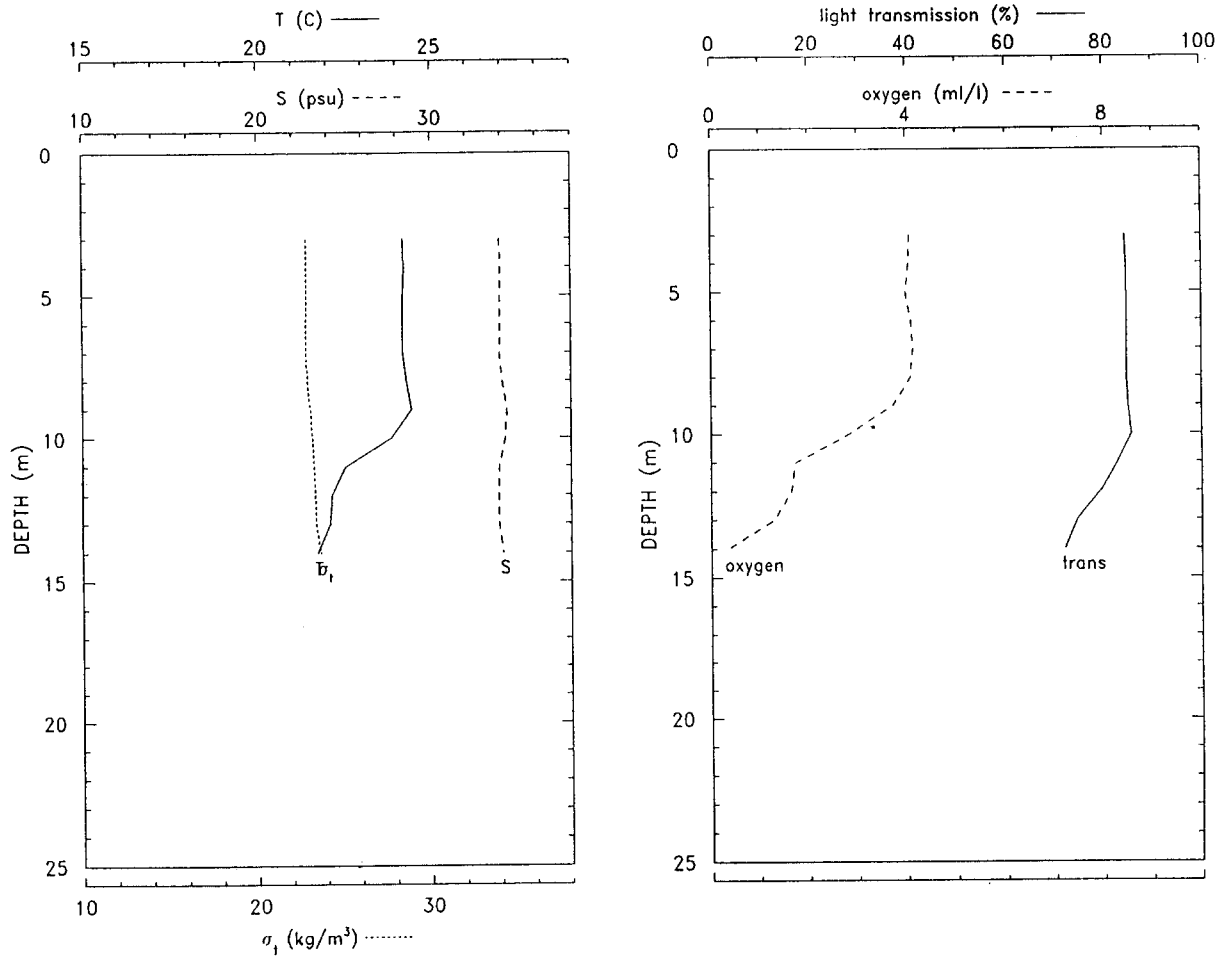 T (C)
15 20 25
S (psu)
10 20 30
0
5
10
15
20
25
DEPTH (m)
Tσt
S
10 20 30
σt (kg/m³)
light transmission (%)
0 20 40 60 80 100
oxygen (ml/l)
0 4 8
0
5
10
15
20
25
DEPTH (m)
oxygen
trans